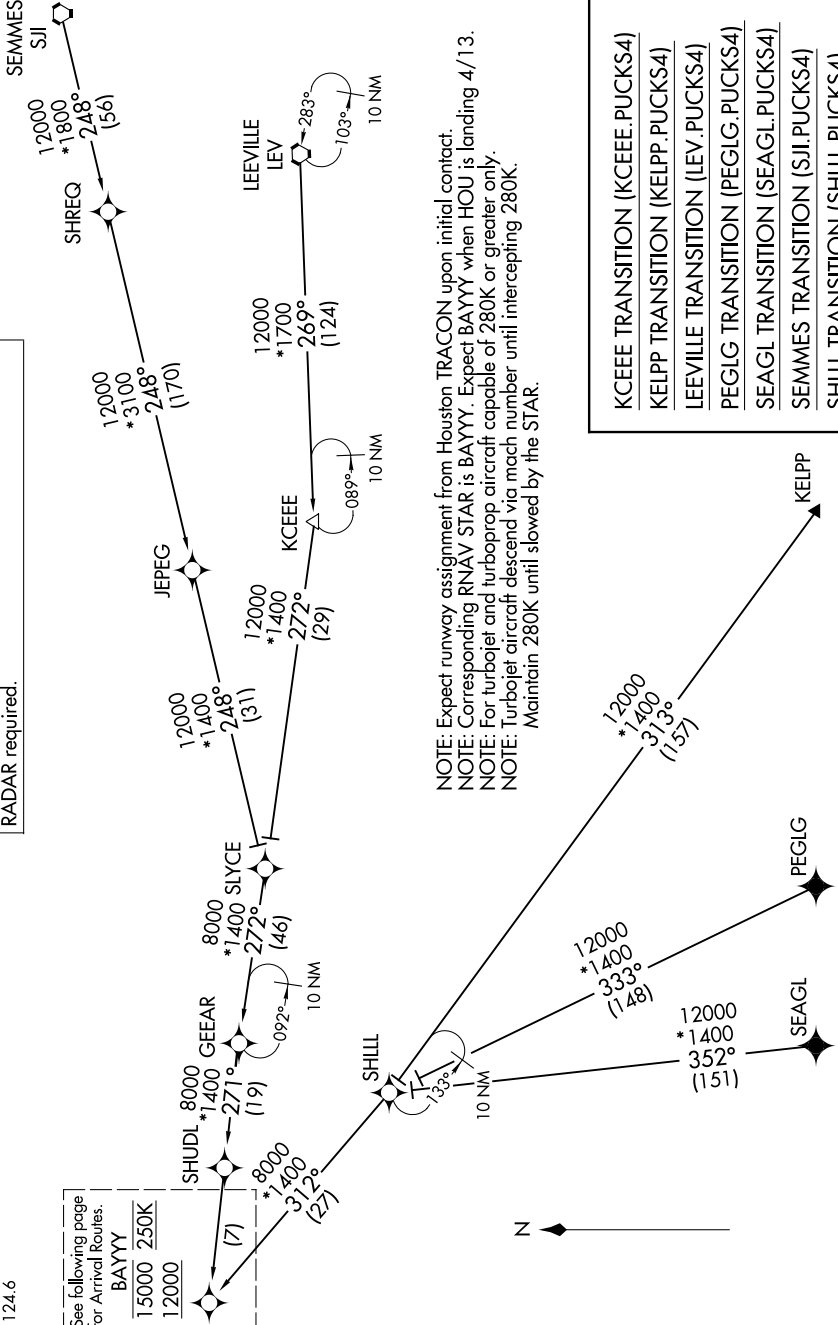 124.6
RADAR required.
SEMMES
SJI
12000
*1800
248°
(56)
SHREQ
12000
*3100
248°
(170)
JEPEG
12000
*1400
248°
(31)
LEEVILLE
LEV
283°
103°
10 NM
12000
*1700
269°
(124)
KCEEE
089°
10 NM
12000
*1400
272°
(29)
SLYCE
8000
*1400
272°
(46)
GEEAR
092°
10 NM
8000
*1400
271°
(19)
SHUDL
(7)
See following page
for Arrival Routes.
BAYYY
15000 250K
12000
8000
*1400
312°
(27)
SHLLL
133°
10 NM
12000
*1400
352°
(151)
SEAGL
12000
*1400
333°
(148)
PEGLG
12000
*1400
313°
(157)
KELPP
N
NOTE: Expect runway assignment from Houston TRACON upon initial contact.
NOTE: Corresponding RNAV STAR is BAYYY. Expect BAYYY when HOU is landing 4/13.
NOTE: For turbojet and turboprop aircraft capable of 280K or greater only.
NOTE: Turbojet aircraft descend via mach number until intercepting 280K.
Maintain 280K until slowed by the STAR.
KCEEE TRANSITION (KCEEE.PUCKS4)
KELPP TRANSITION (KELPP.PUCKS4)
LEEVILLE TRANSITION (LEV.PUCKS4)
PEGLG TRANSITION (PEGLG.PUCKS4)
SEAGL TRANSITION (SEAGL.PUCKS4)
SEMMES TRANSITION (SJI.PUCKS4)
SHLLL TRANSITION (SHLLL.PUCKS4)